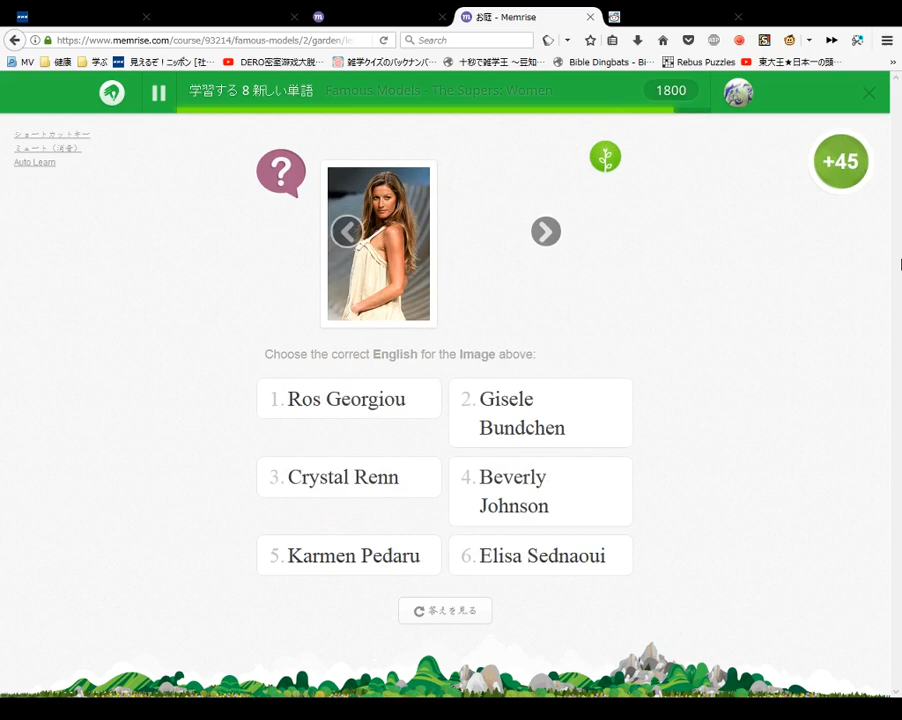 お庭 - Memrise
https://www.memrise.com/course/93214/famous-models/2/garden/le
Search
MV
健康
学ぶ
見えるぞ！ニッポン [社…
DERO密室游戏大脱…
雑学クイズのバックナンバ…
十秒で雑学王 ～豆知…
Bible Dingbats - Bi…
Rebus Puzzles
東大王★日本一の頭…
学習する 8 新しい単語
Famous Models - The Supers: Women
1800
ショートカットキー
ミュート（消音）
Auto Learn
?
+45
Choose the correct English for the Image above:
1. Ros Georgiou
2. Gisele
Bundchen
3. Crystal Renn
4. Beverly
Johnson
5. Karmen Pedaru
6. Elisa Sednaoui
答えを見る